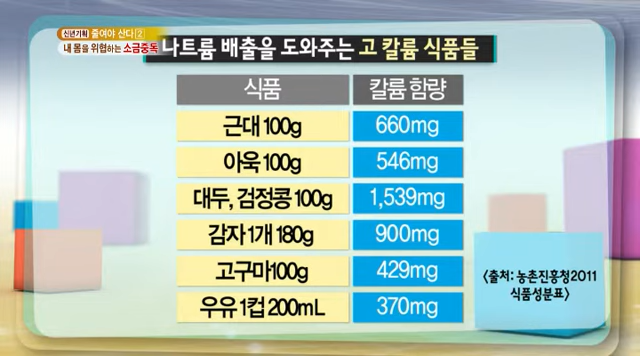 신년기획 줄여야 산다[2]
내 몸을 위협하는 소금중독
나트륨 배출을 도와주는 고 칼륨 식품들
식품 칼륨 함량
근대 100g 660mg
아욱 100g 546mg
대두, 검정콩 100g 1,539mg
감자 1개 180g 900mg
고구마100g 429mg
우유 1컵 200mL 370mg
<출처: 농촌진흥청2011
식품성분표>